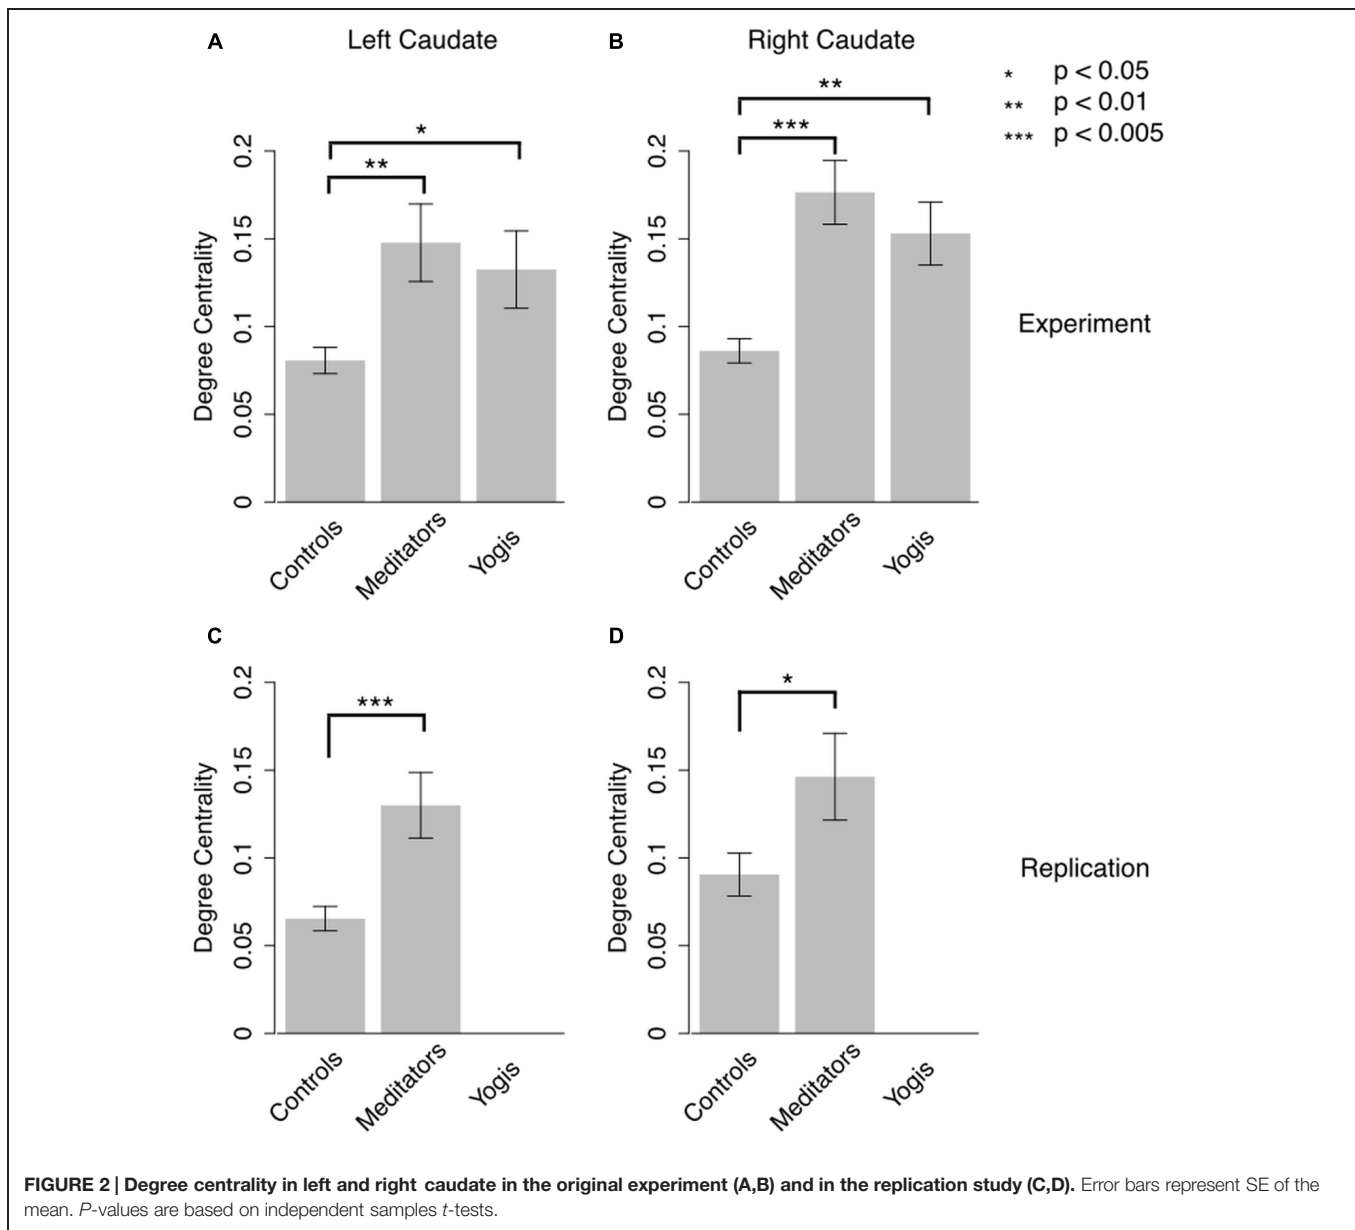 A
Left Caudate
B
Right Caudate
* p < 0.05
** p < 0.01
*** p < 0.005
*
**
**
***
Degree Centrality
0 0.05 0.1 0.15 0.2
Controls
Meditators
Yogis
Degree Centrality
0 0.05 0.1 0.15 0.2
Controls
Meditators
Yogis
Experiment
C
D
***
*
Degree Centrality
0 0.05 0.1 0.15 0.2
Controls
Meditators
Yogis
Degree Centrality
0 0.05 0.1 0.15 0.2
Controls
Meditators
Yogis
Replication
FIGURE 2 | Degree centrality in left and right caudate in the original experiment (A,B) and in the replication study (C,D). Error bars represent SE of the
mean. P-values are based on independent samples t-tests.